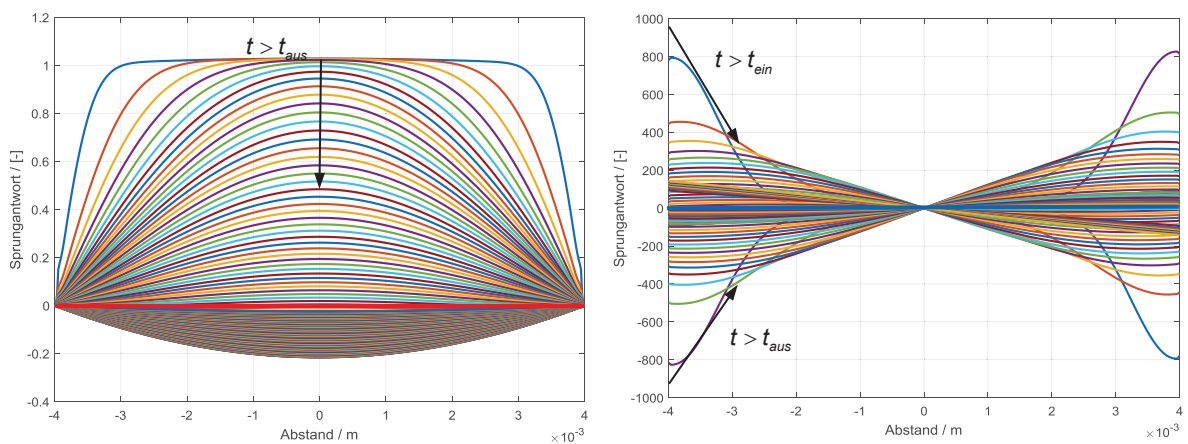 1.2
1
0.8
0.6
0.4
0.2
0
-0.2
-0.4
-4 -3 -2 -1 0 1 2 3 4
×10⁻³
Abstand / m
Sprungantwort / [-]
t > t_aus
1000
800
600
400
200
0
-200
-400
-600
-800
-1000
-4 -3 -2 -1 0 1 2 3 4
×10⁻³
Abstand / m
Sprungantwort / [-]
t > t_ein
t > t_aus